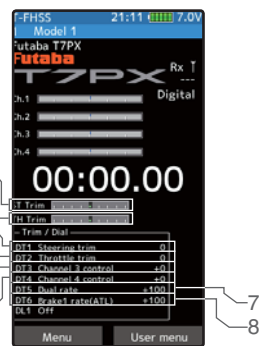 T-FHSS 21:11 7.0V
Model 1
Futaba T7PX
Futaba
T7PX
Rx
---
Digital
Ch.1
Ch.2
Ch.3
Ch.4
00:00.00
ST Trim
TH Trim
Trim / Dial
DT1 Steering trim 0
DT2 Throttle trim 0
DT3 Channel 3 control +0
DT4 Channel 4 control +0
DT5 Dual rate +100
DT6 Brake1 rate(ATL) +100
DL1 Off
Menu User menu
7
8